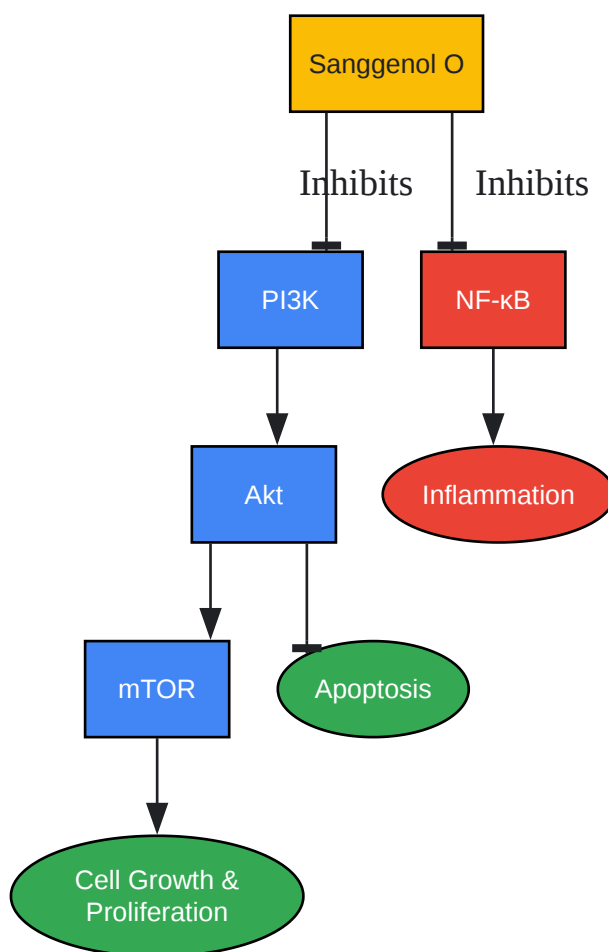 Sanggenol O
Inhibits
Inhibits
PI3K
NF-κB
Akt
Inflammation
mTOR
Apoptosis
Cell Growth &
Proliferation